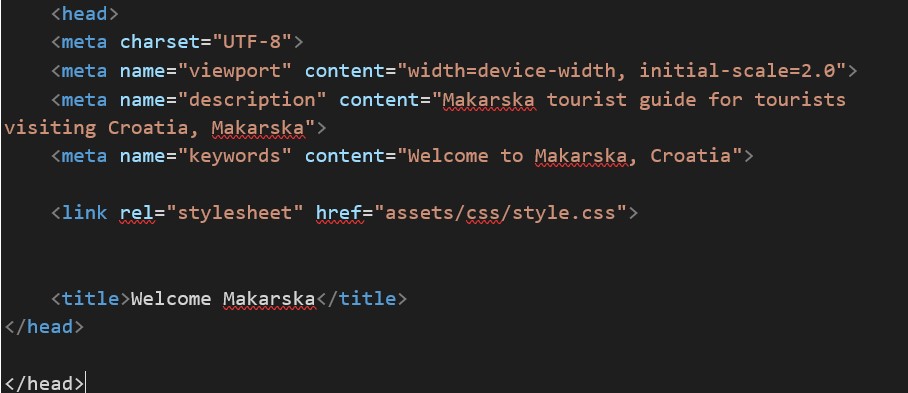 <head>
<meta charset="UTF-8">
<meta name="viewport" content="width=device-width, initial-scale=2.0">
<meta name="description" content="Makarska tourist guide for tourists
visiting Croatia, Makarska">
<meta name="keywords" content="Welcome to Makarska, Croatia">
<link rel="stylesheet" href="assets/css/style.css">
<title>Welcome Makarska</title>
</head>
</head>